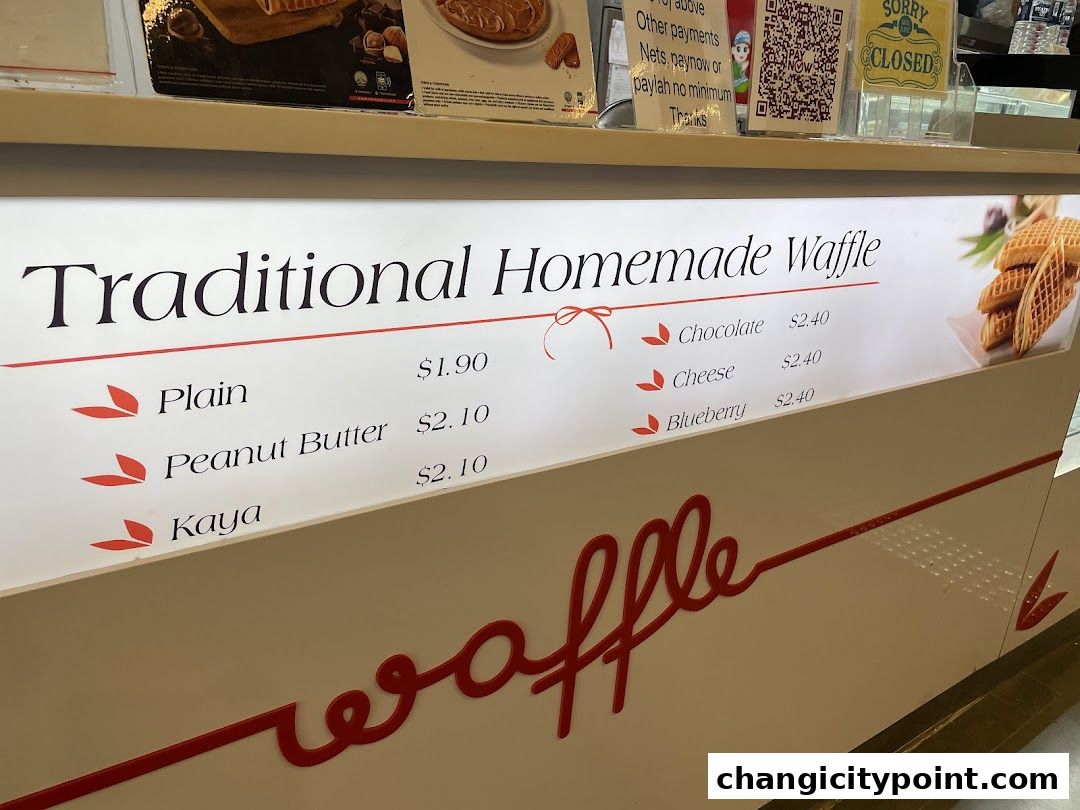 above
Other payments
Nets, paynow or
paylah no minimum
Thanks
SORRY
CLOSED
Traditional Homemade Waffle
Plain $1.90
Peanut Butter $2.10
Kaya $2.10
Chocolate $2.40
Cheese $2.40
Blueberry $2.40
waffle
changicitypoint.com